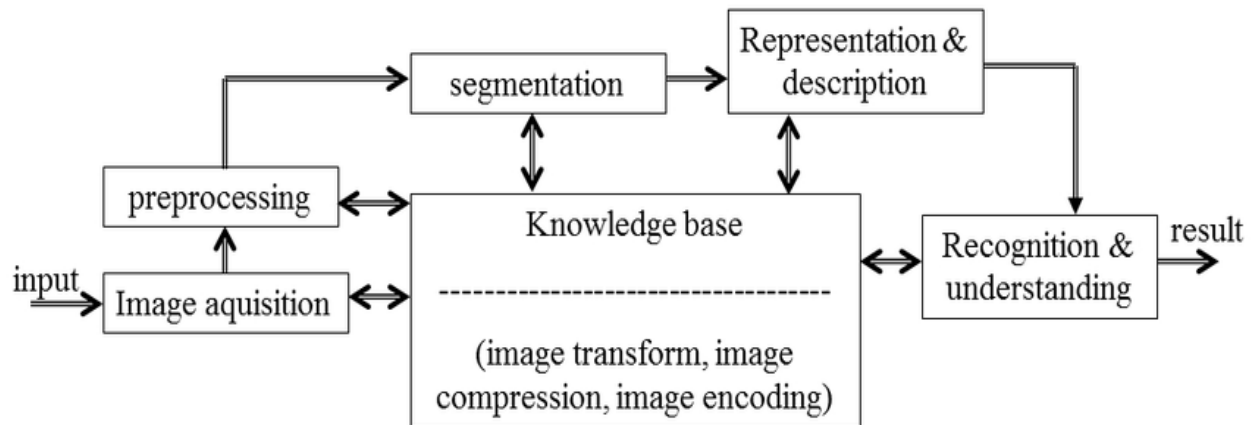 input
Image aquisition
preprocessing
segmentation
Representation &
description
Knowledge base
(image transform, image
compression, image encoding)
Recognition &
understanding
result